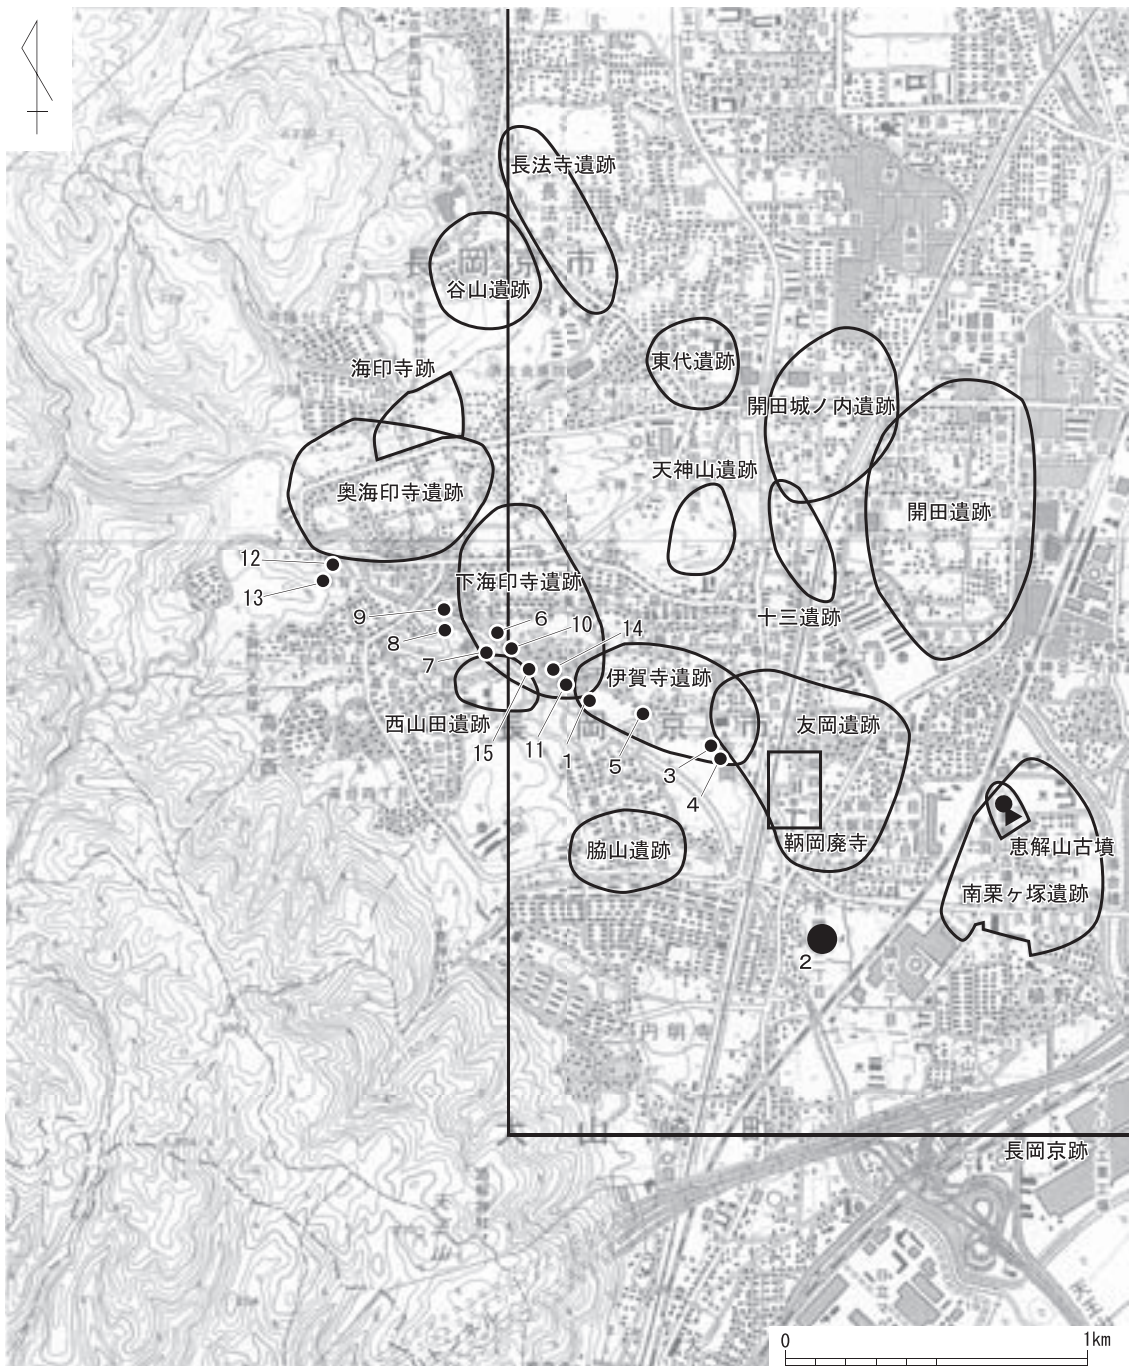 長法寺遺跡
長岡京市
谷山遺跡
東代遺跡
海印寺跡
開田城ノ内遺跡
天神山遺跡
奥海印寺遺跡
開田遺跡
12
下海印寺遺跡
13
9
6
10
14
十三遺跡
8
7
伊賀寺遺跡
西山田遺跡
友岡遺跡
15
11
1
5
3
4
鞆岡廃寺
恵解山古墳
脇山遺跡
南栗ヶ塚遺跡
2
円明寺
長岡京跡
0
1km